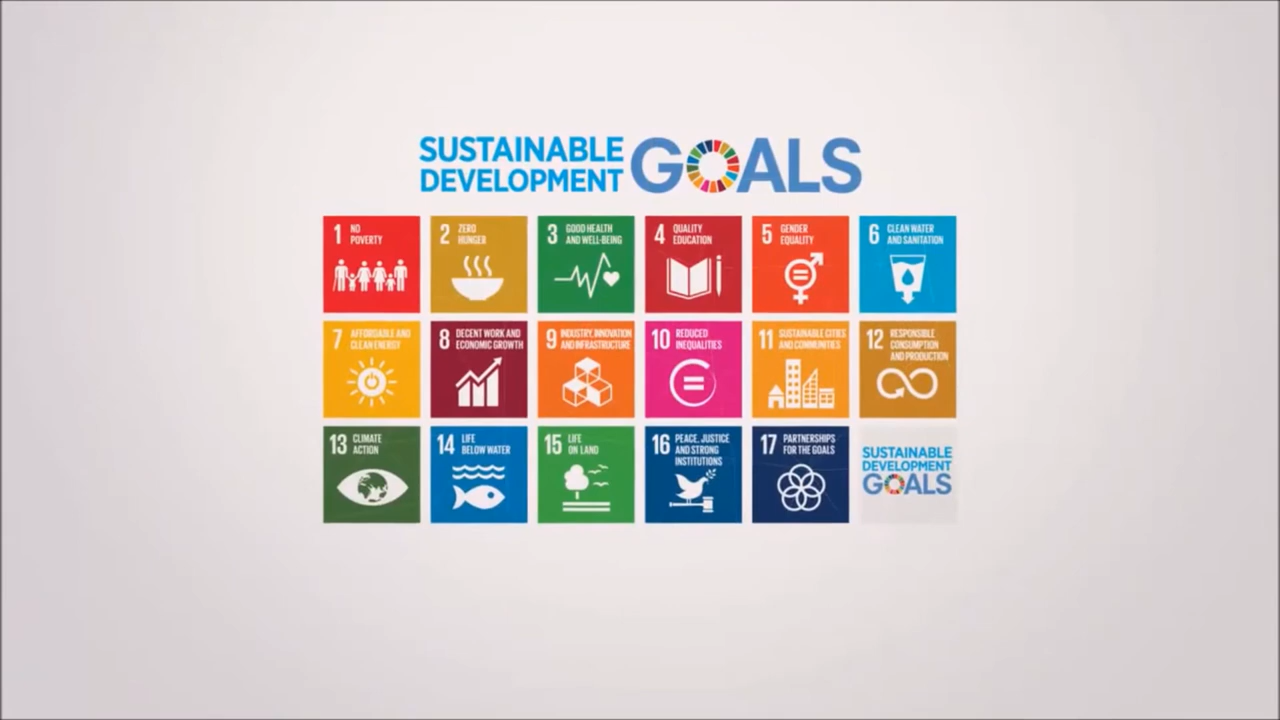 SUSTAINABLE
DEVELOPMENT
GOALS
1 NO
POVERTY
2 ZERO
HUNGER
3 GOOD HEALTH
AND WELL-BEING
4 QUALITY
EDUCATION
5 GENDER
EQUALITY
6 CLEAN WATER
AND SANITATION
7 AFFORDABLE AND
CLEAN ENERGY
8 DECENT WORK AND
ECONOMIC GROWTH
9 INDUSTRY, INNOVATION
AND INFRASTRUCTURE
10 REDUCED
INEQUALITIES
11 SUSTAINABLE CITIES
AND COMMUNITIES
12 RESPONSIBLE
CONSUMPTION
AND PRODUCTION
13 CLIMATE
ACTION
14 LIFE
BELOW WATER
15 LIFE
ON LAND
16 PEACE, JUSTICE
AND STRONG
INSTITUTIONS
17 PARTNERSHIPS
FOR THE GOALS
SUSTAINABLE
DEVELOPMENT
GOALS